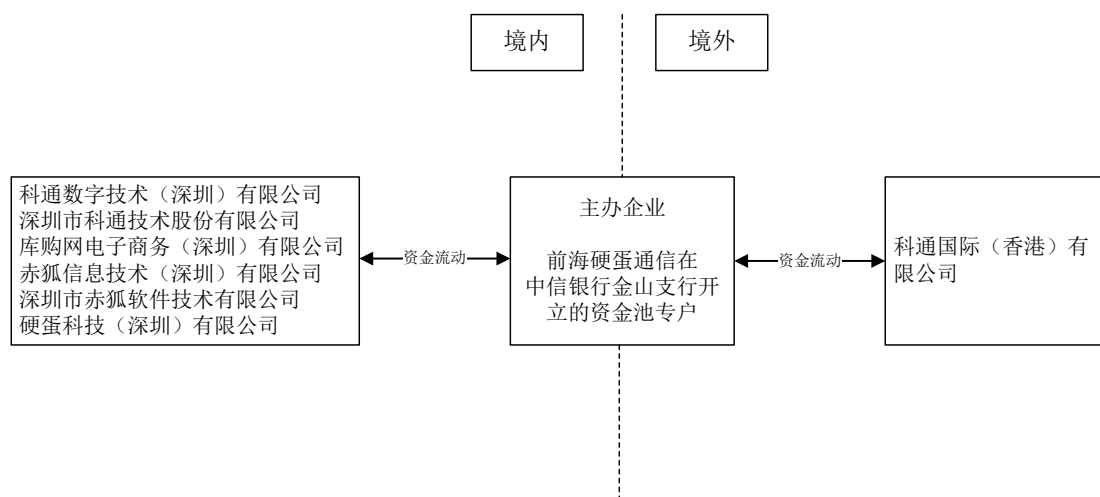 境内
境外
科通数字技术（深圳）有限公司
深圳市科通技术股份有限公司
库购网电子商务（深圳）有限公司
赤狐信息技术（深圳）有限公司
深圳市赤狐软件技术有限公司
硬蛋科技（深圳）有限公司
资金流动
主办企业
前海硬蛋通信在
中信银行金山支行开
立的资金池专户
资金流动
科通国际（香港）有
限公司